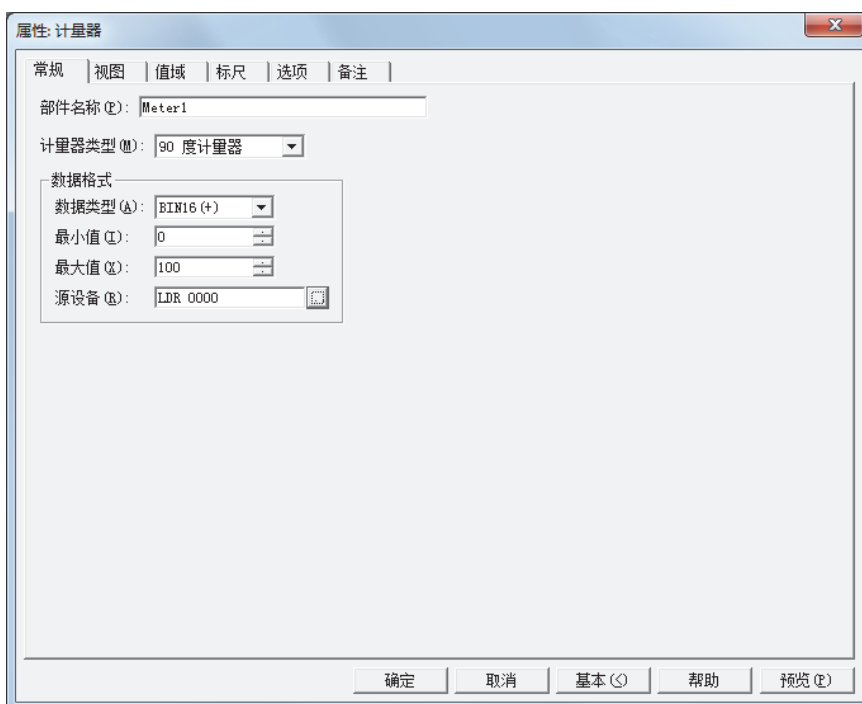 属性: 计量器
常规 视图 值域 标尺 选项 备注
部件名称(P): Meter1
计量器类型(M): 90 度计量器
数据格式
数据类型(A): BIN16(+)
最小值(I): 0
最大值(X): 100
源设备(R): LDR 0000
确定 取消 基本(<) 帮助 预览(P)